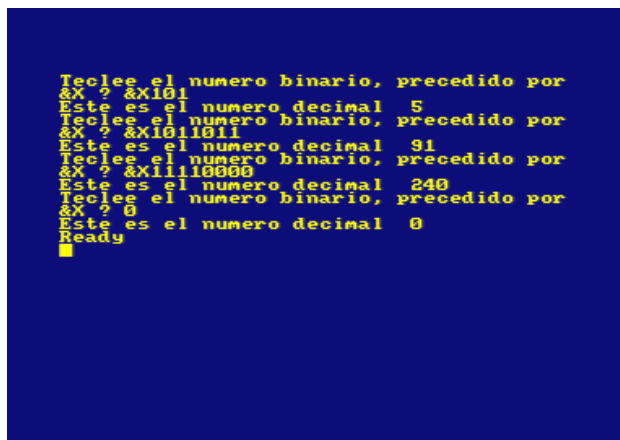 Teclee el numero binario, precedido por
&X ? &X101
Este es el numero decimal  5
Teclee el numero binario, precedido por
&X ? &X1011011
Este es el numero decimal  91
Teclee el numero binario, precedido por
&X ? &X11110000
Este es el numero decimal  240
Teclee el numero binario, precedido por
&X ? 0
Este es el numero decimal  0
Ready